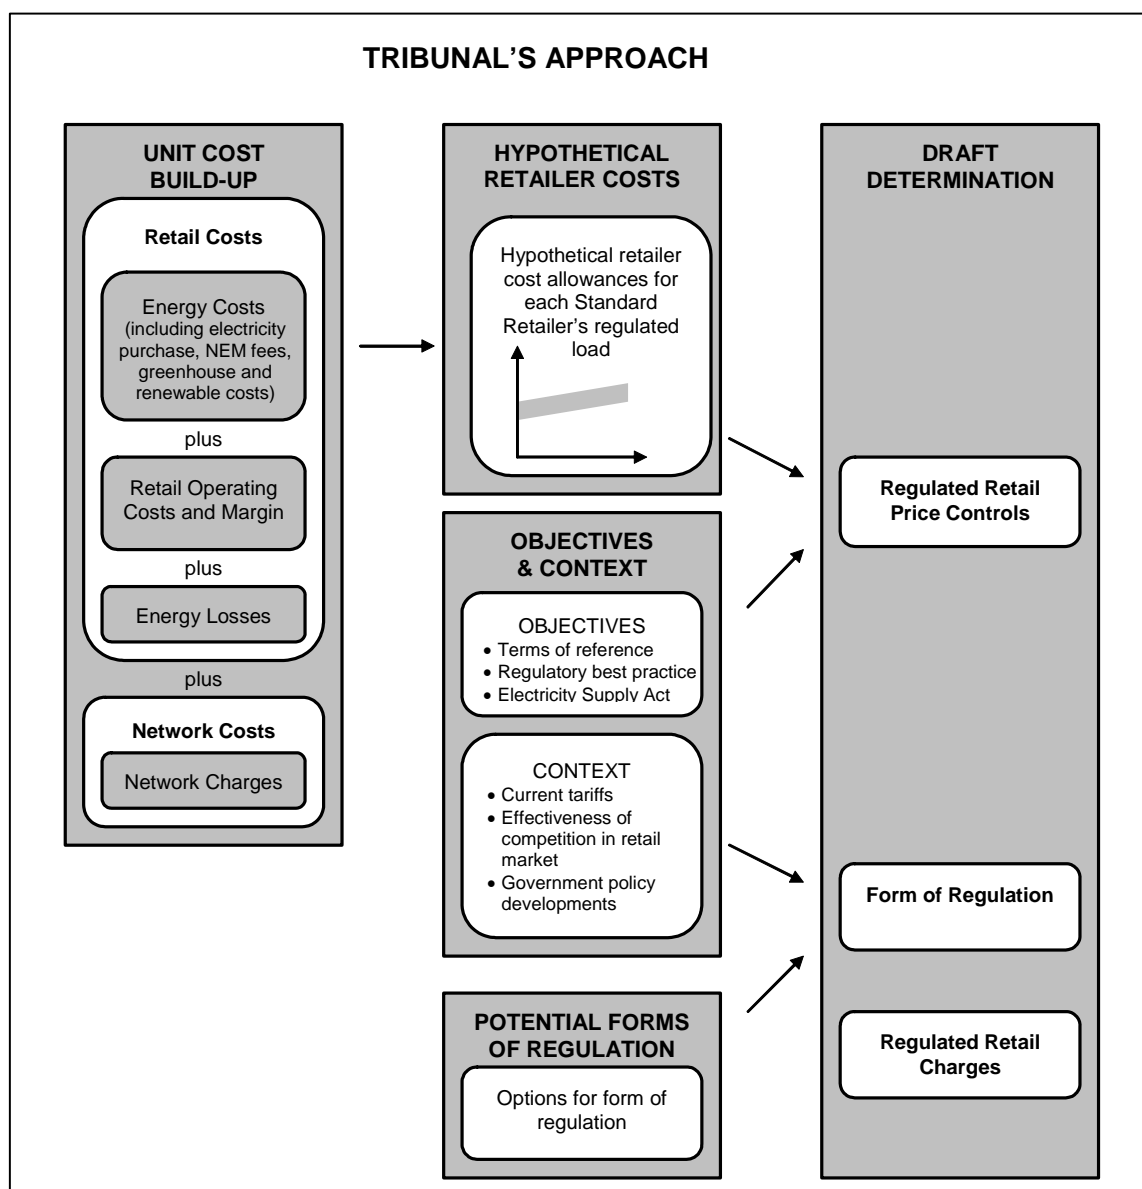 TRIBUNAL'S APPROACH
UNIT COST
BUILD-UP
Retail Costs
Energy Costs
(including electricity
purchase, NEM fees,
greenhouse and
renewable costs)
plus
Retail Operating
Costs and Margin
plus
Energy Losses
plus
Network Costs
Network Charges
HYPOTHETICAL
RETAILER COSTS
Hypothetical retailer
cost allowances for
each Standard
Retailer's regulated
load
OBJECTIVES
& CONTEXT
OBJECTIVES
• Terms of reference
• Regulatory best practice
• Electricity Supply Act
CONTEXT
• Current tariffs
• Effectiveness of
competition in retail
market
• Government policy
developments
POTENTIAL FORMS
OF REGULATION
Options for form of
regulation
DRAFT
DETERMINATION
Regulated Retail
Price Controls
Form of Regulation
Regulated Retail
Charges